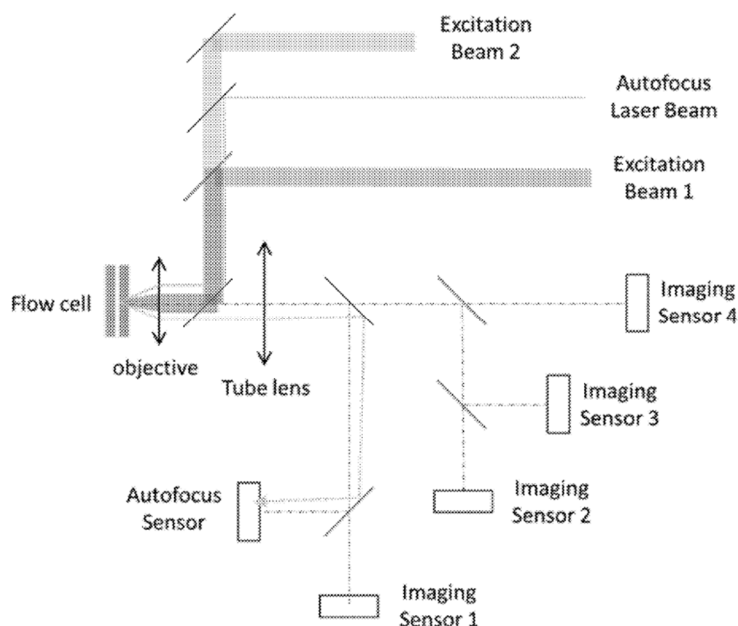 Excitation
Beam 2
Autofocus
Laser Beam
Excitation
Beam 1
Flow cell
objective
Tube lens
Imaging
Sensor 4
Imaging
Sensor 3
Autofocus
Sensor
Imaging
Sensor 2
Imaging
Sensor 1